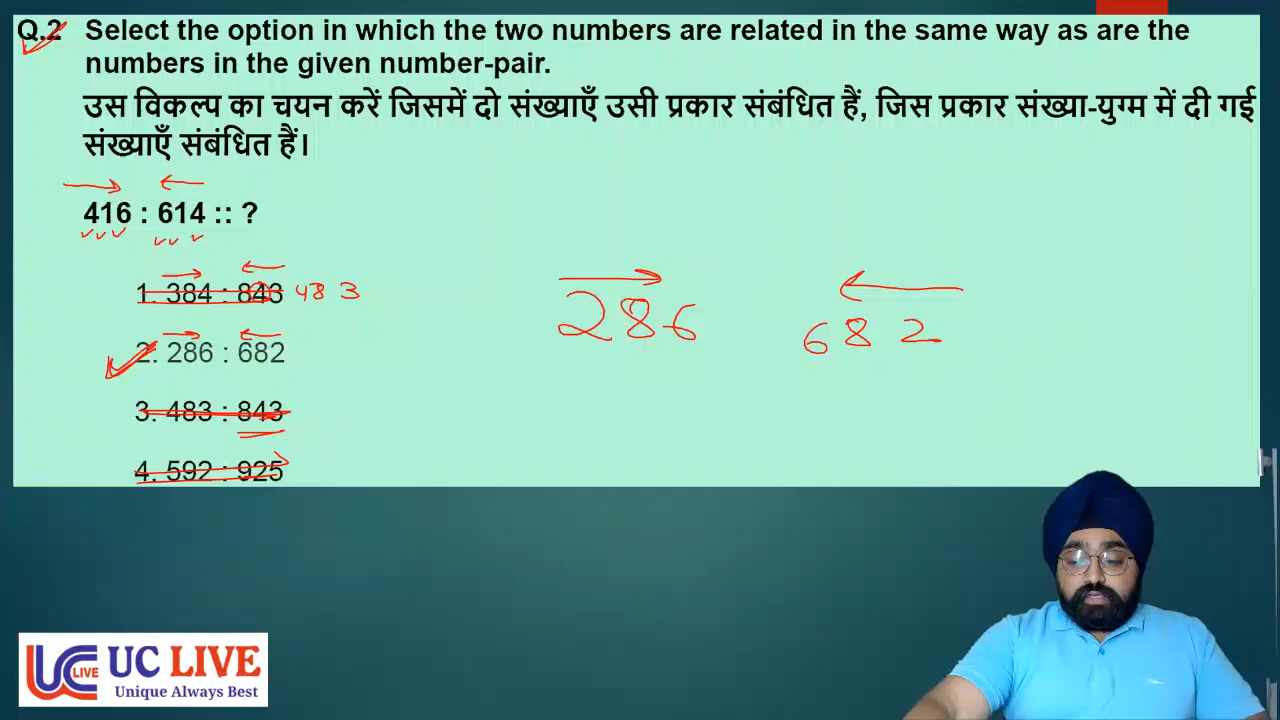 Q.2 Select the option in which the two numbers are related in the same way as are the
numbers in the given number-pair.
उस विकल्प का चयन करें जिसमें दो संख्याएँ उसी प्रकार संबंधित हैं, जिस प्रकार संख्या-युग्म में दी गई
संख्याएँ संबंधित हैं।
416 : 614 :: ?
1. 384 : 843 483
2. 286 : 682
3. 483 : 843
4. 592 : 925
286 682
UC LIVE
LIVE
Unique Always Best